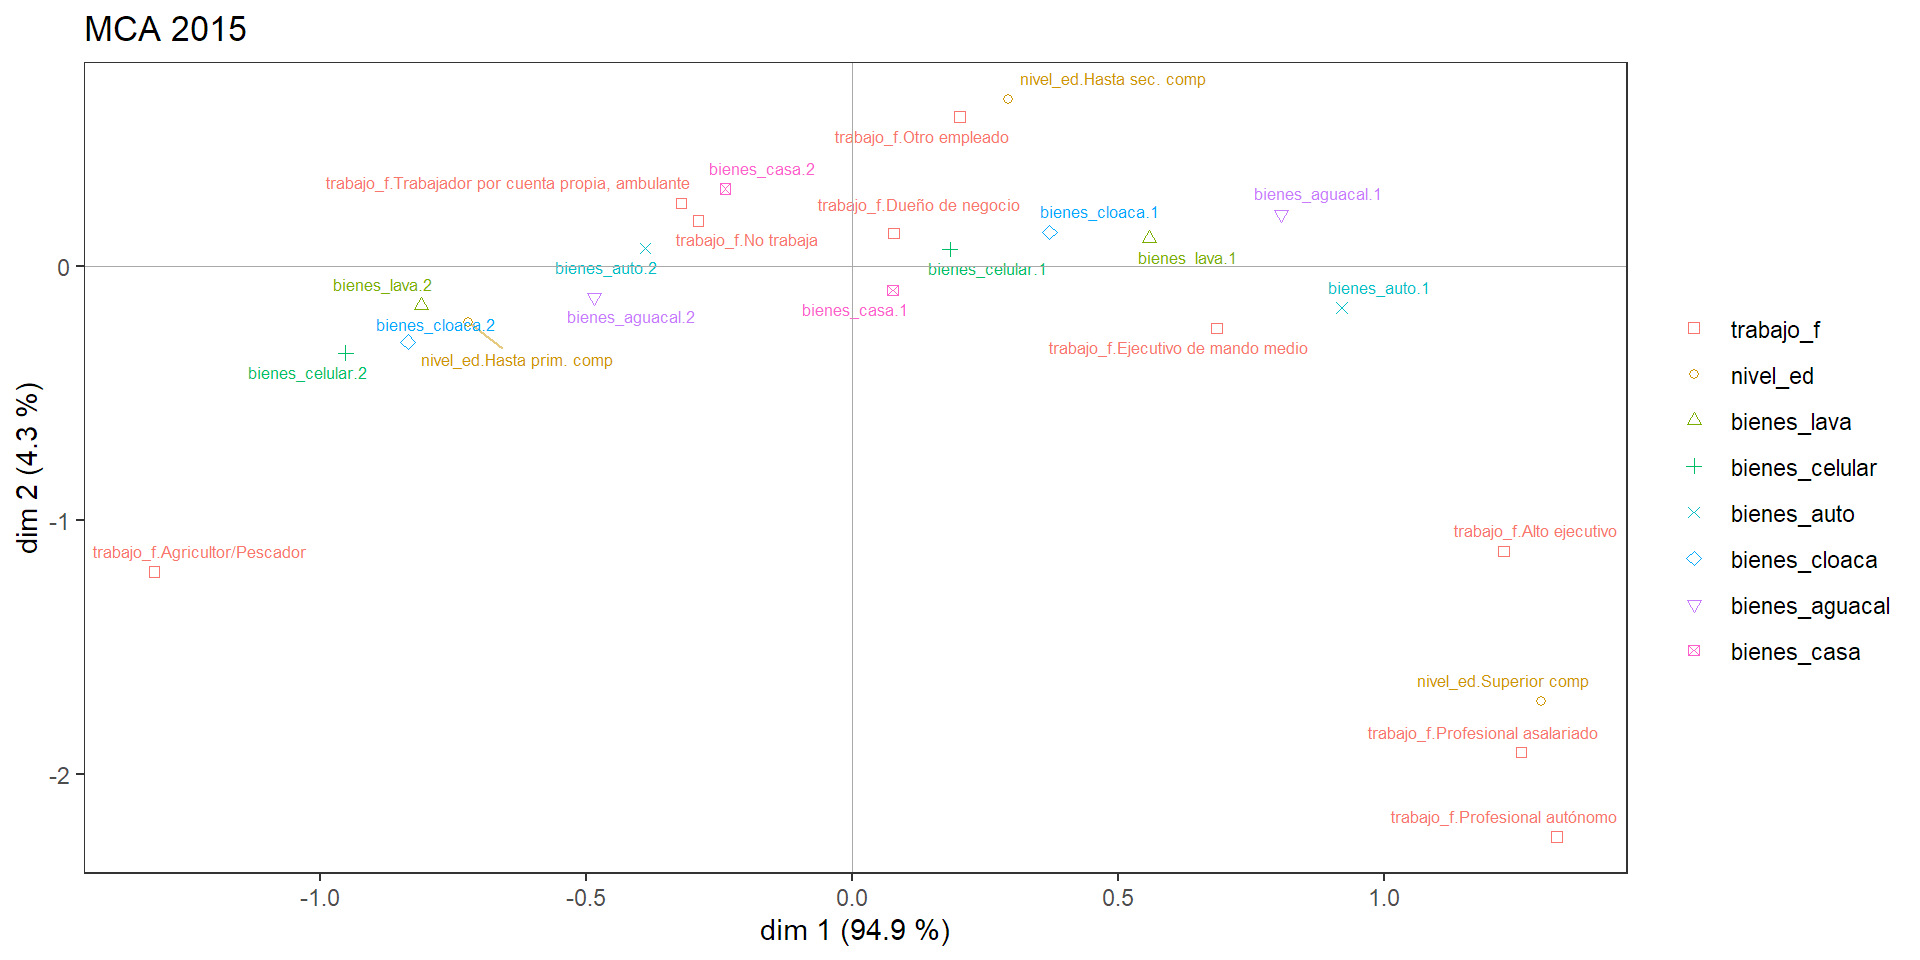 MCA 2015
nivel_ed.Hasta sec. comp
trabajo_f.Otro empleado
bienes_casa.2
trabajo_f.Trabajador por cuenta propia, ambulante
bienes_aguacal.1
trabajo_f.Dueño de negocio
bienes_cloaca.1
trabajo_f.No trabaja
bienes_lava.1
bienes_auto.2
bienes_celular.1
bienes_lava.2
bienes_auto.1
bienes_casa.1
bienes_aguacal.2
bienes_cloaca.2
trabajo_f.Ejecutivo de mando medio
nivel_ed.Hasta prim. comp
bienes_celular.2
trabajo_f.Alto ejecutivo
trabajo_f.Agricultor/Pescador
nivel_ed.Superior comp
trabajo_f.Profesional asalariado
trabajo_f.Profesional autónomo
0
-1
-2
dim 2 (4.3 %)
-1.0
-0.5
0.0
0.5
1.0
dim 1 (94.9 %)
trabajo_f
nivel_ed
bienes_lava
bienes_celular
bienes_auto
bienes_cloaca
bienes_aguacal
bienes_casa